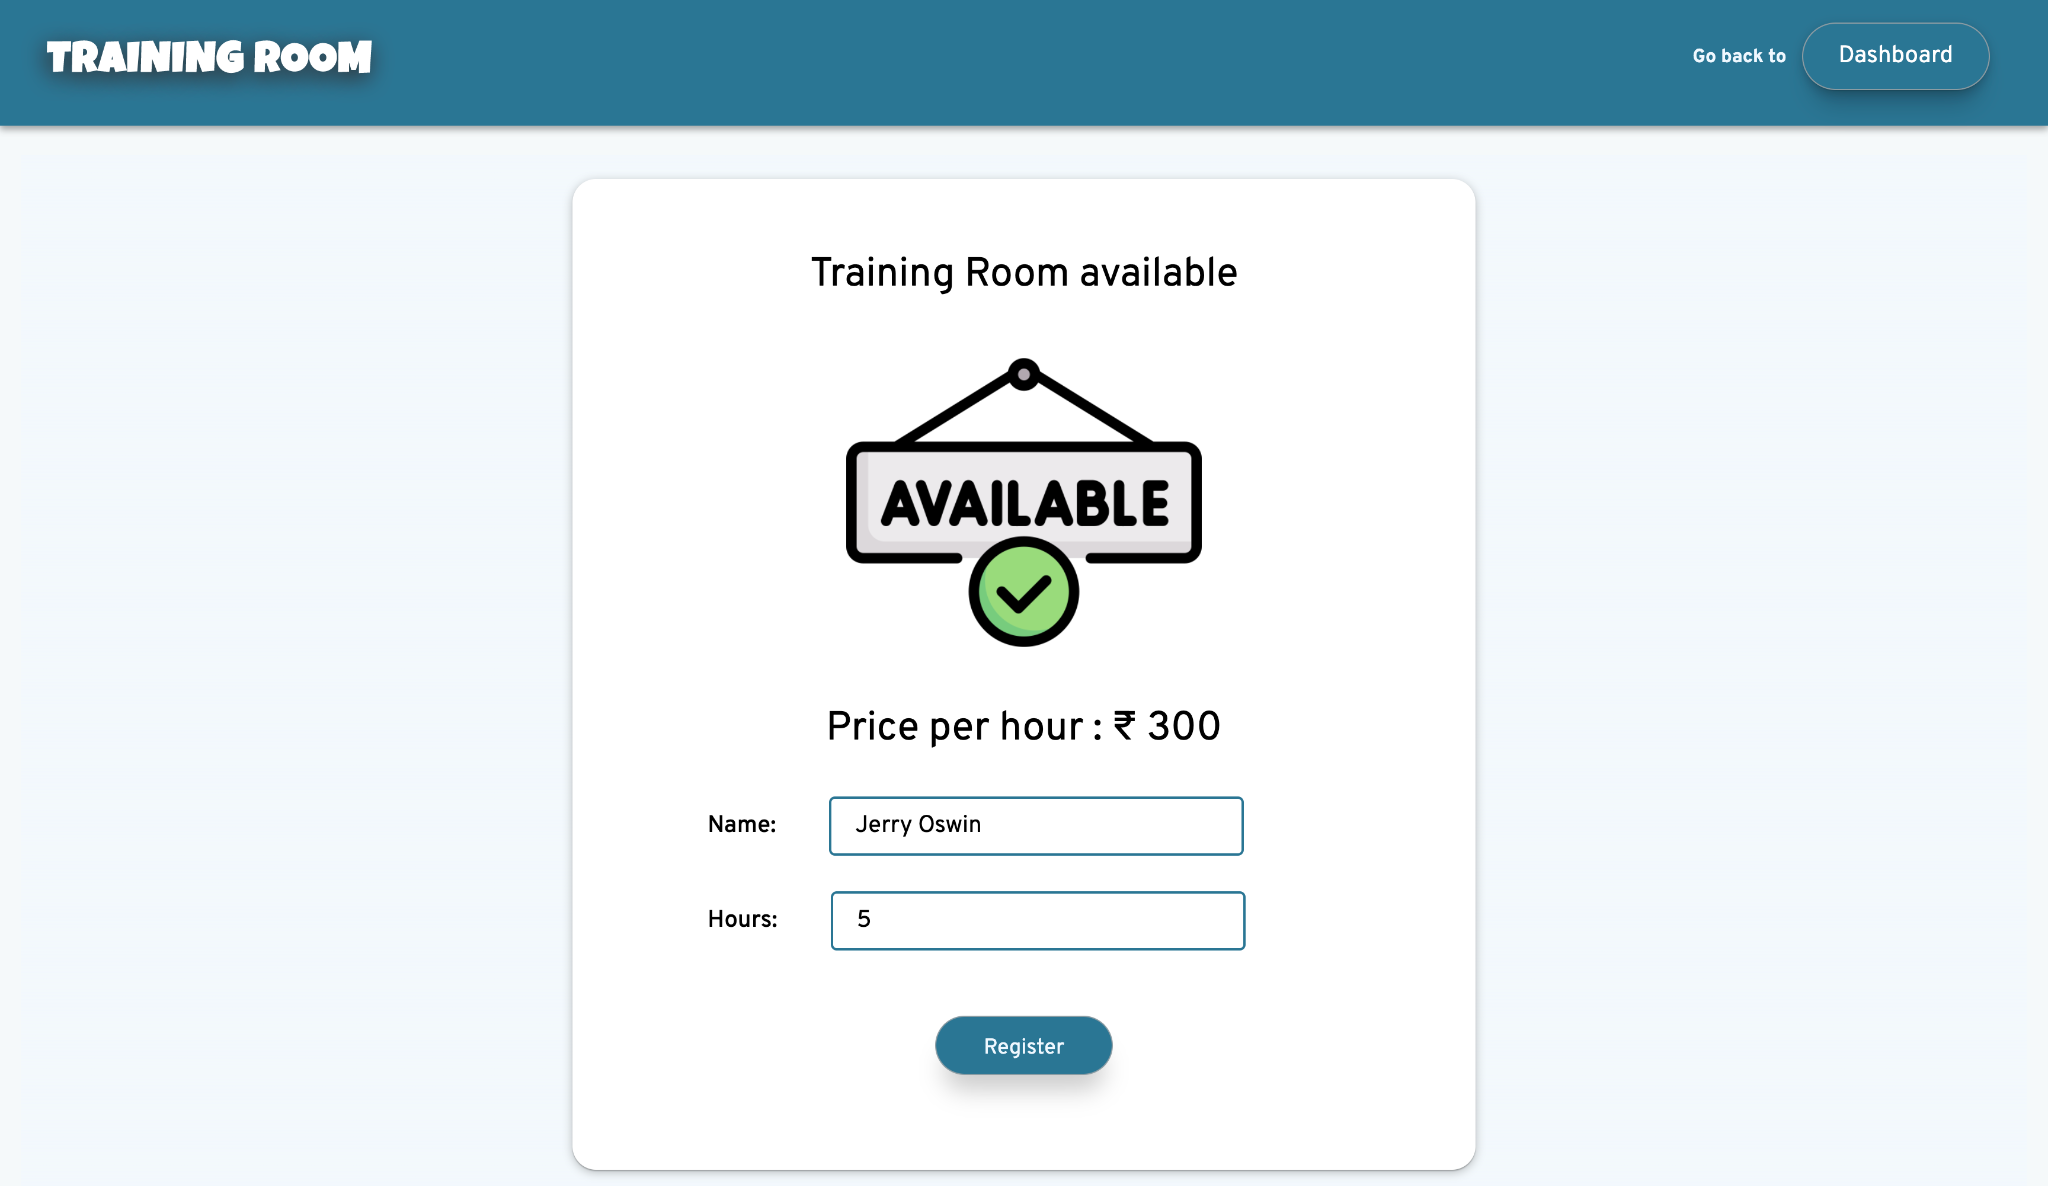 TRAINING ROOM
Go back to Dashboard
Training Room available
AVAILABLE
Price per hour : ₹ 300
Name: Jerry Oswin
Hours: 5
Register